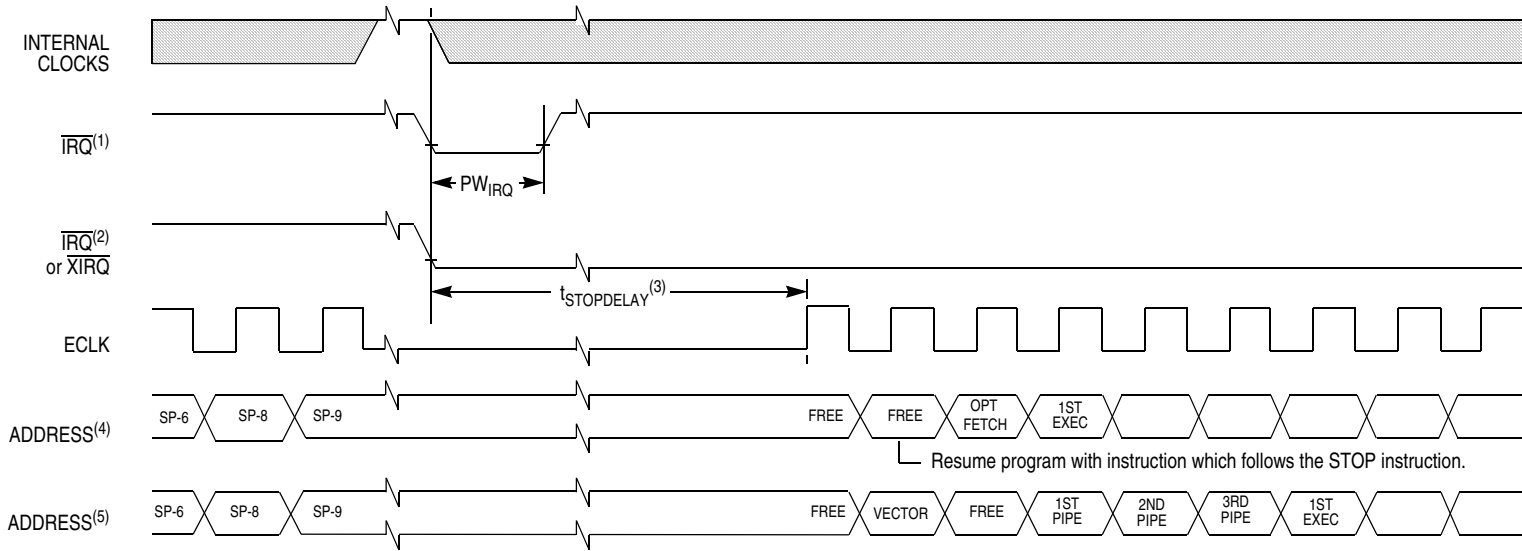 INTERNAL
CLOCKS
IRQ(1)
PWIRQ
IRQ(2)
or XIRQ
tSTOPDELAY(3)
ECLK
ADDRESS(4)
SP-6 SP-8 SP-9 FREE FREE OPT FETCH 1ST EXEC
Resume program with instruction which follows the STOP instruction.
ADDRESS(5)
SP-6 SP-8 SP-9 FREE VECTOR FREE 1ST PIPE 2ND PIPE 3RD PIPE 1ST EXEC